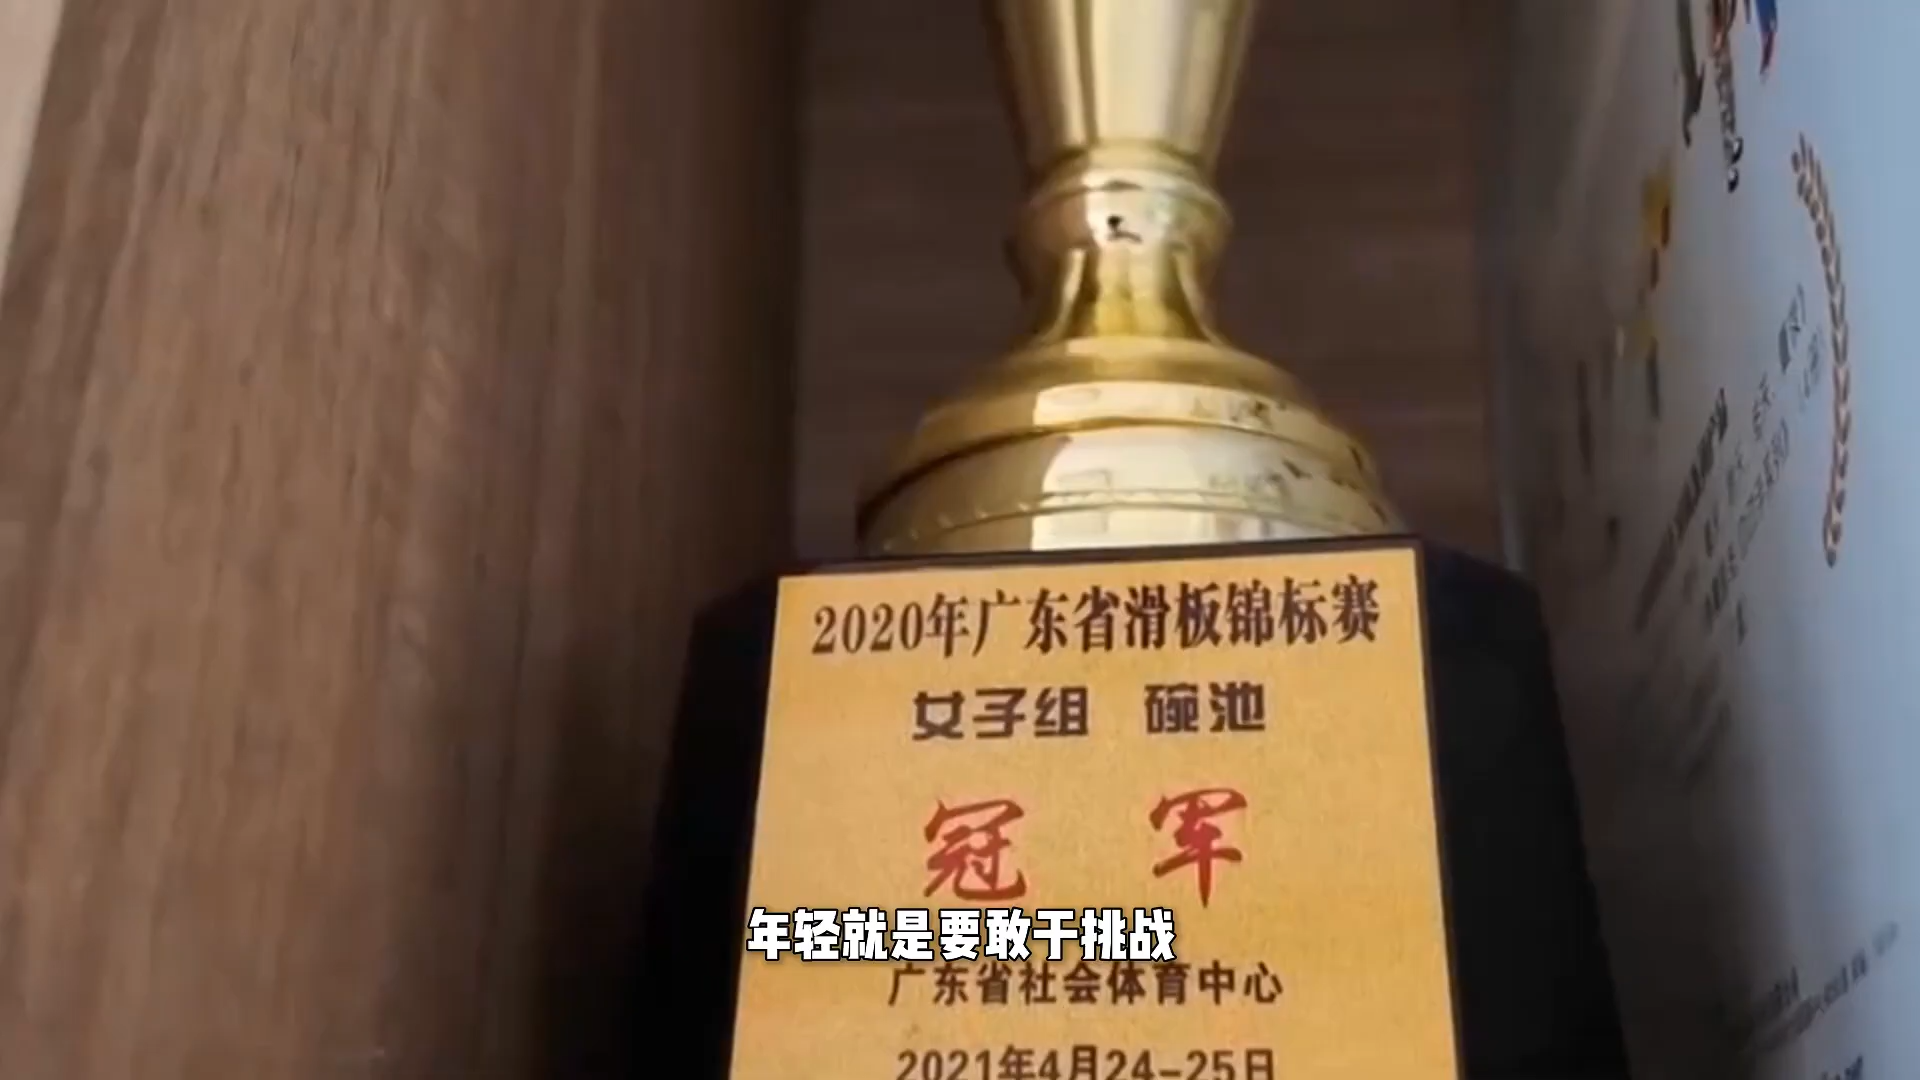 2020年广东省滑板锦标赛
女子组 碗池
冠 军
年轻就是要敢于挑战
广东省社会体育中心
2021年4月24-25日